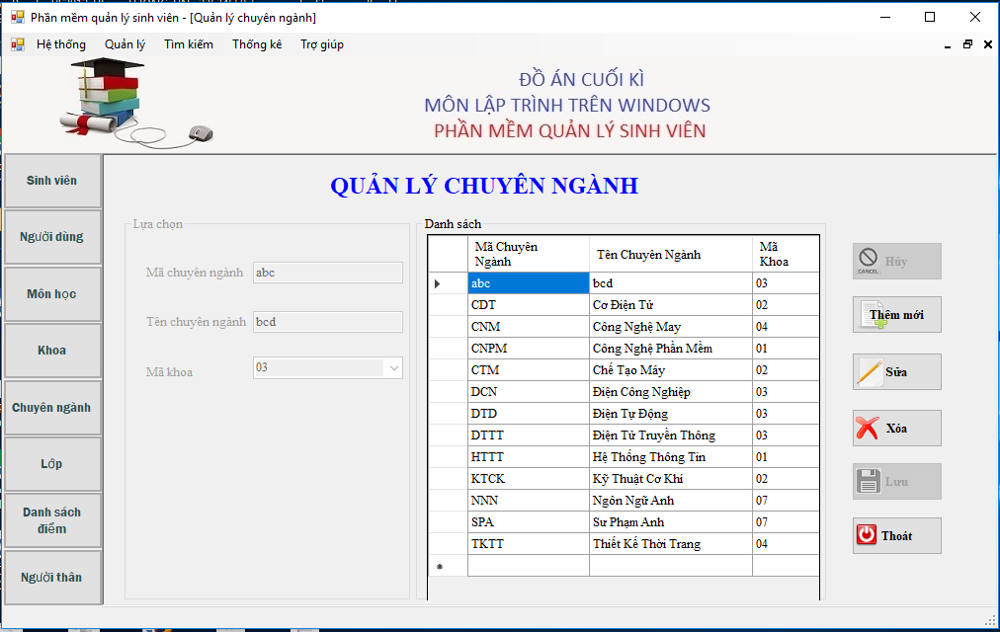 Phần mềm quản lý sinh viên - [Quản lý chuyên ngành]
Hệ thống Quản lý Tìm kiếm Thống kê Trợ giúp
ĐỒ ÁN CUỐI KÌ
MÔN LẬP TRÌNH TRÊN WINDOWS
PHẦN MỀM QUẢN LÝ SINH VIÊN
Sinh viên
Người dùng
Môn học
Khoa
Chuyên ngành
Lớp
Danh sách
điểm
Người thân
QUẢN LÝ CHUYÊN NGÀNH
Lựa chọn
Mã chuyên ngành abc
Tên chuyên ngành bcd
Mã khoa 03
Danh sách
Mã Chuyên Ngành Tên Chuyên Ngành Mã Khoa
abc bcd 03
CDT Cơ Điện Tử 02
CNM Công Nghệ May 04
CNPM Công Nghệ Phần Mềm 01
CTM Chế Tạo Máy 02
DCN Điện Công Nghiệp 03
DTD Điện Tự Động 03
DTTT Điện Tử Truyền Thông 03
HTTT Hệ Thống Thông Tin 01
KTCK Kỹ Thuật Cơ Khí 02
NNN Ngôn Ngữ Anh 07
SPA Sư Phạm Anh 07
TKTT Thiết Kế Thời Trang 04
CANCEL Hủy
Thêm mới
Sửa
Xóa
Lưu
Thoát